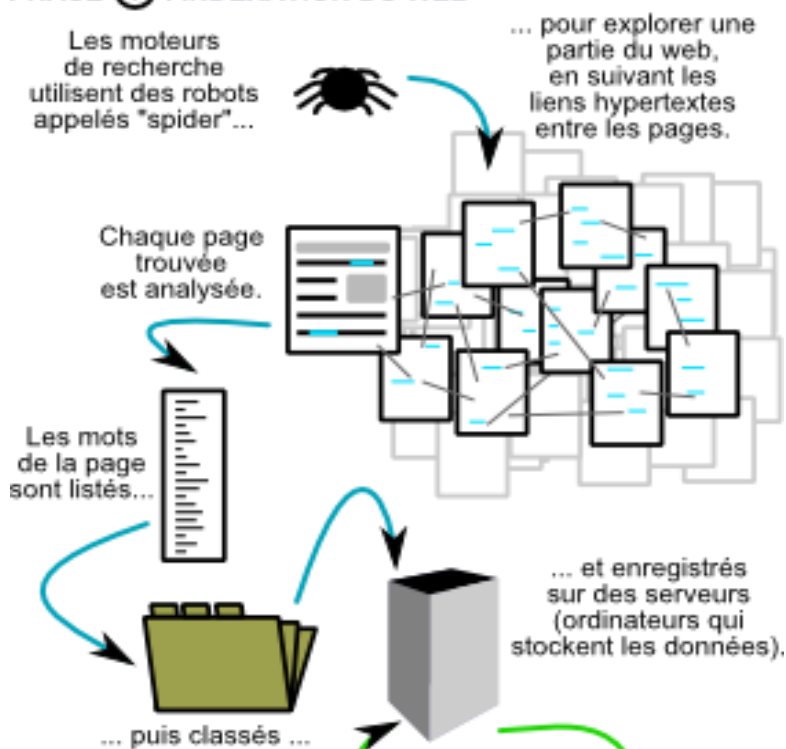 Les moteurs
de recherche
utilisent des robots
appelés "spider"...
... pour explorer une
partie du web,
en suivant les
liens hypertextes
entre les pages.
Chaque page
trouvée
est analysée.
Les mots
de la page
sont listés...
... puis classés ...
... et enregistrés
sur des serveurs
(ordinateurs qui
stockent les données).